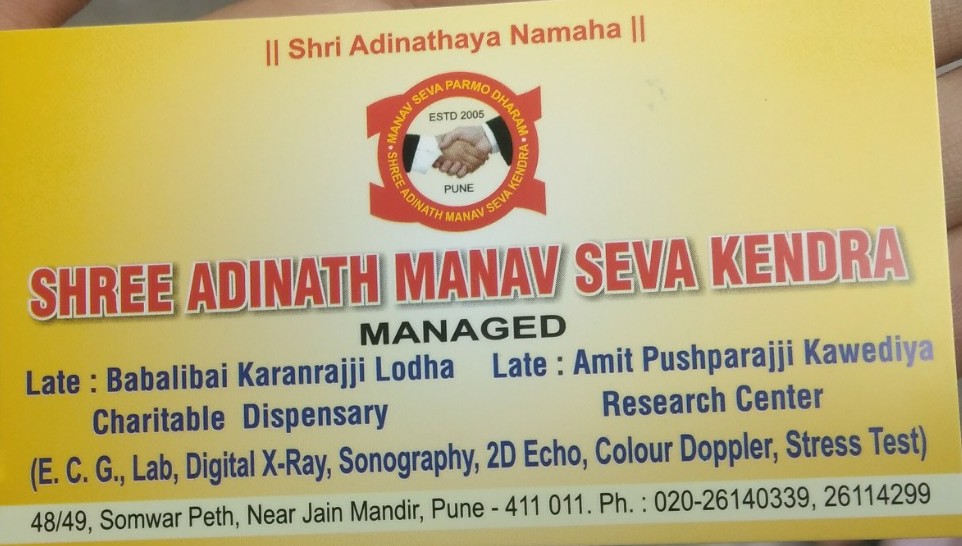 || Shri Adinathaya Namaha ||
• MANAV SEVA PARMO DHARAM •
ESTD 2005
PUNE
SHREE ADINATH MANAV SEVA KENDRA
SHREE ADINATH MANAV SEVA KENDRA
MANAGED
Late : Babalibai Karanrajji Lodha Late : Amit Pushparajji Kawediya
Charitable Dispensary Research Center
(E. C. G., Lab, Digital X-Ray, Sonography, 2D Echo, Colour Doppler, Stress Test)
48/49, Somwar Peth, Near Jain Mandir, Pune - 411 011. Ph. : 020-26140339, 26114299